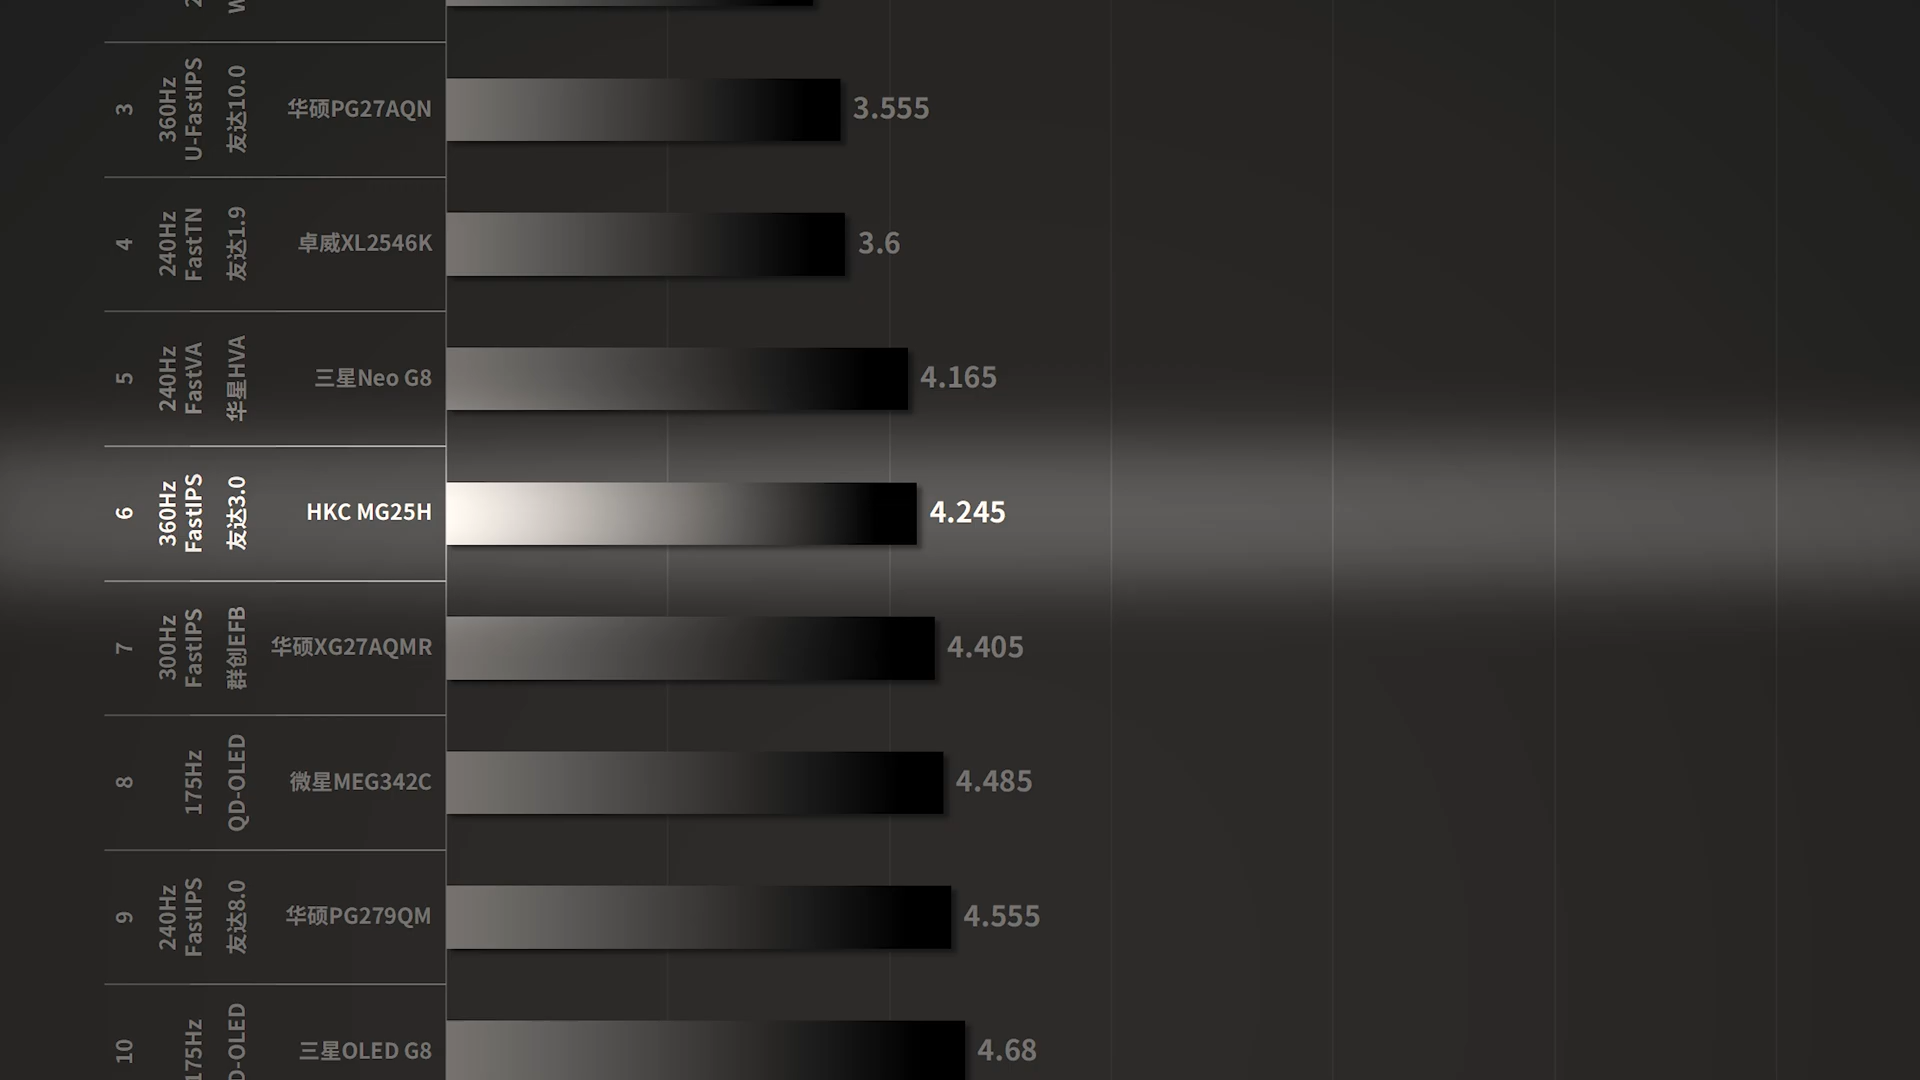 3
360Hz
U-FastIPS
友达10.0
华硕PG27AQN
3.555
4
240Hz
FastTN
友达1.9
卓威XL2546K
3.6
5
240Hz
FastVA
华星HVA
三星Neo G8
4.165
6
360Hz
FastIPS
友达3.0
HKC MG25H
4.245
7
300Hz
FastIPS
群创EFB
华硕XG27AQMR
4.405
8
175Hz
QD-OLED
微星MEG342C
4.485
9
240Hz
FastIPS
友达8.0
华硕PG279QM
4.555
10
175Hz
D-OLED
三星OLED G8
4.68